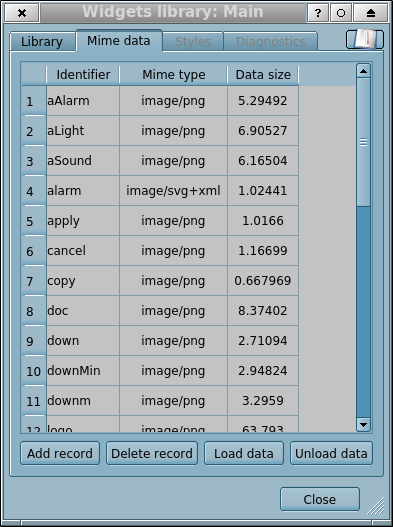 Widgets library: Main
Library Mime data Styles Diagnostics
Identifier Mime type Data size
1 aAlarm image/png 5.29492
2 aLight image/png 6.90527
3 aSound image/png 6.16504
4 alarm image/svg+xml 1.02441
5 apply image/png 1.0166
6 cancel image/png 1.16699
7 copy image/png 0.667969
8 doc image/png 8.37402
9 down image/png 2.71094
10 downMin image/png 2.94824
11 downm image/png 3.2959
12 logo image/png 63.793
Add record Delete record Load data Unload data
Close